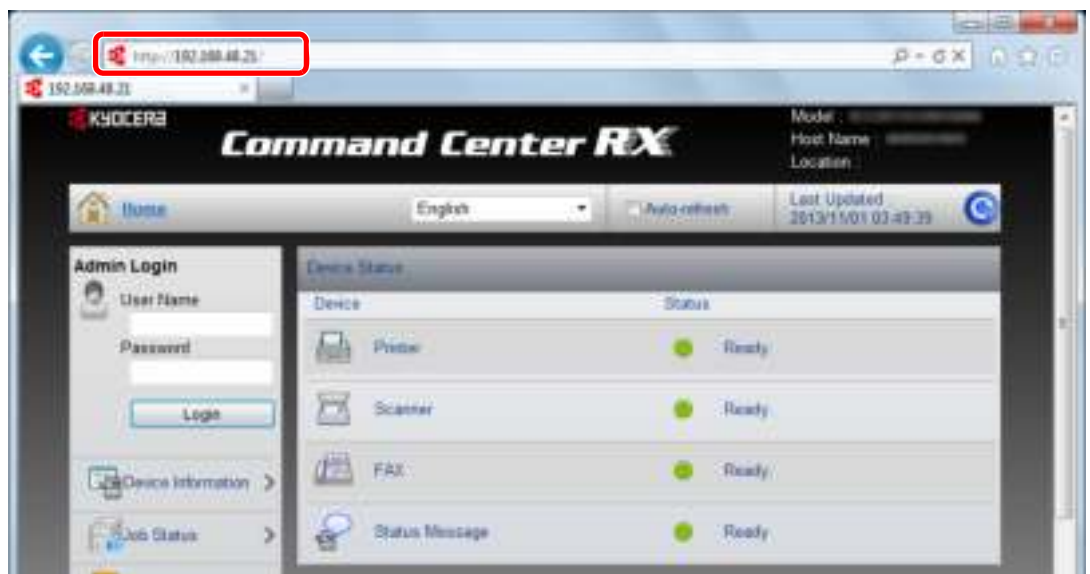 http://192.168.48.21/
192.168.48.21
KYOCERA
Command Center RX
Model :
Host Name :
Location :
Home
English
Auto-refresh
Last Updated
2013/11/01 03:49:39
Admin Login
User Name
Password
Login
Device Information
Job Status
Device Status
Device Status
Printer Ready
Scanner Ready
FAX Ready
Status Message Ready